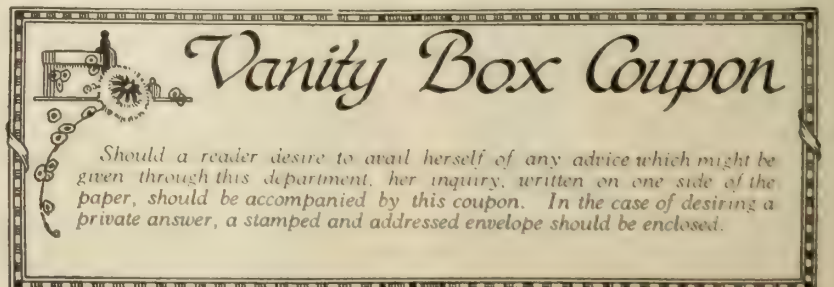 Vanity Box Coupon
Should a reader desire to avail herself of any advice which might be
given through this department, her inquiry, written on one side of the
paper, should be accompanied by this coupon. In the case of desiring a
private answer, a stamped and addressed envelope should be enclosed.